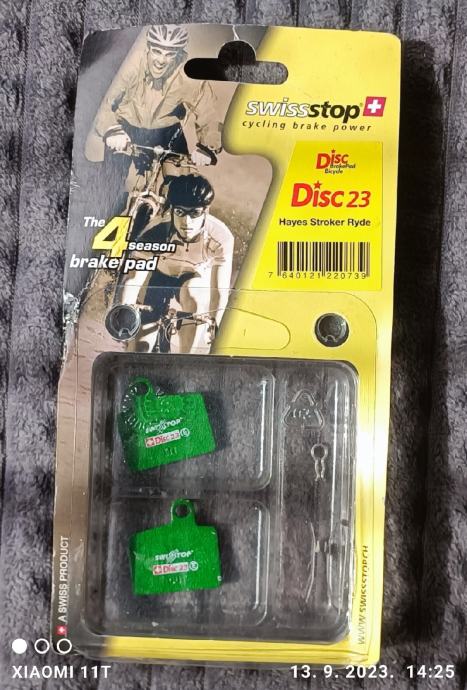 swissstop
cycling brake power
Disc
BrakePad
Bicycle
Disc 23
Hayes Stroker Ryde
7 640121 220739
The 4 season
brake pad
SWISSSTOP
Disc 23
SWISSSTOP
Disc 23
A SWISS PRODUCT
WWW.SWISSSTOP.CH
XIAOMI 11T
13. 9. 2023. 14:25